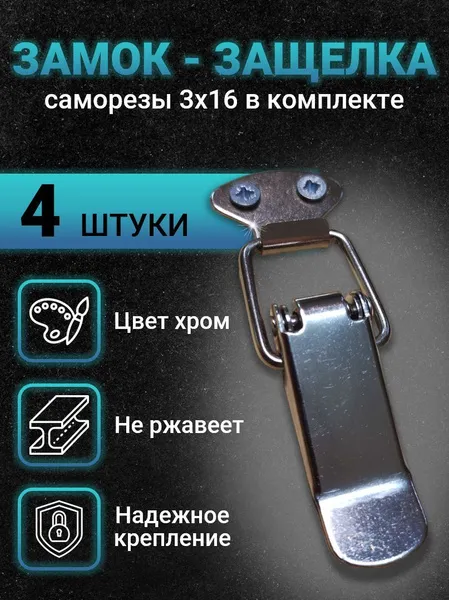 ЗАМОК - ЗАЩЕЛКА
саморезы 3х16 в комплекте
4 ШТУКИ
Цвет хром
Не ржавеет
Надежное
крепление